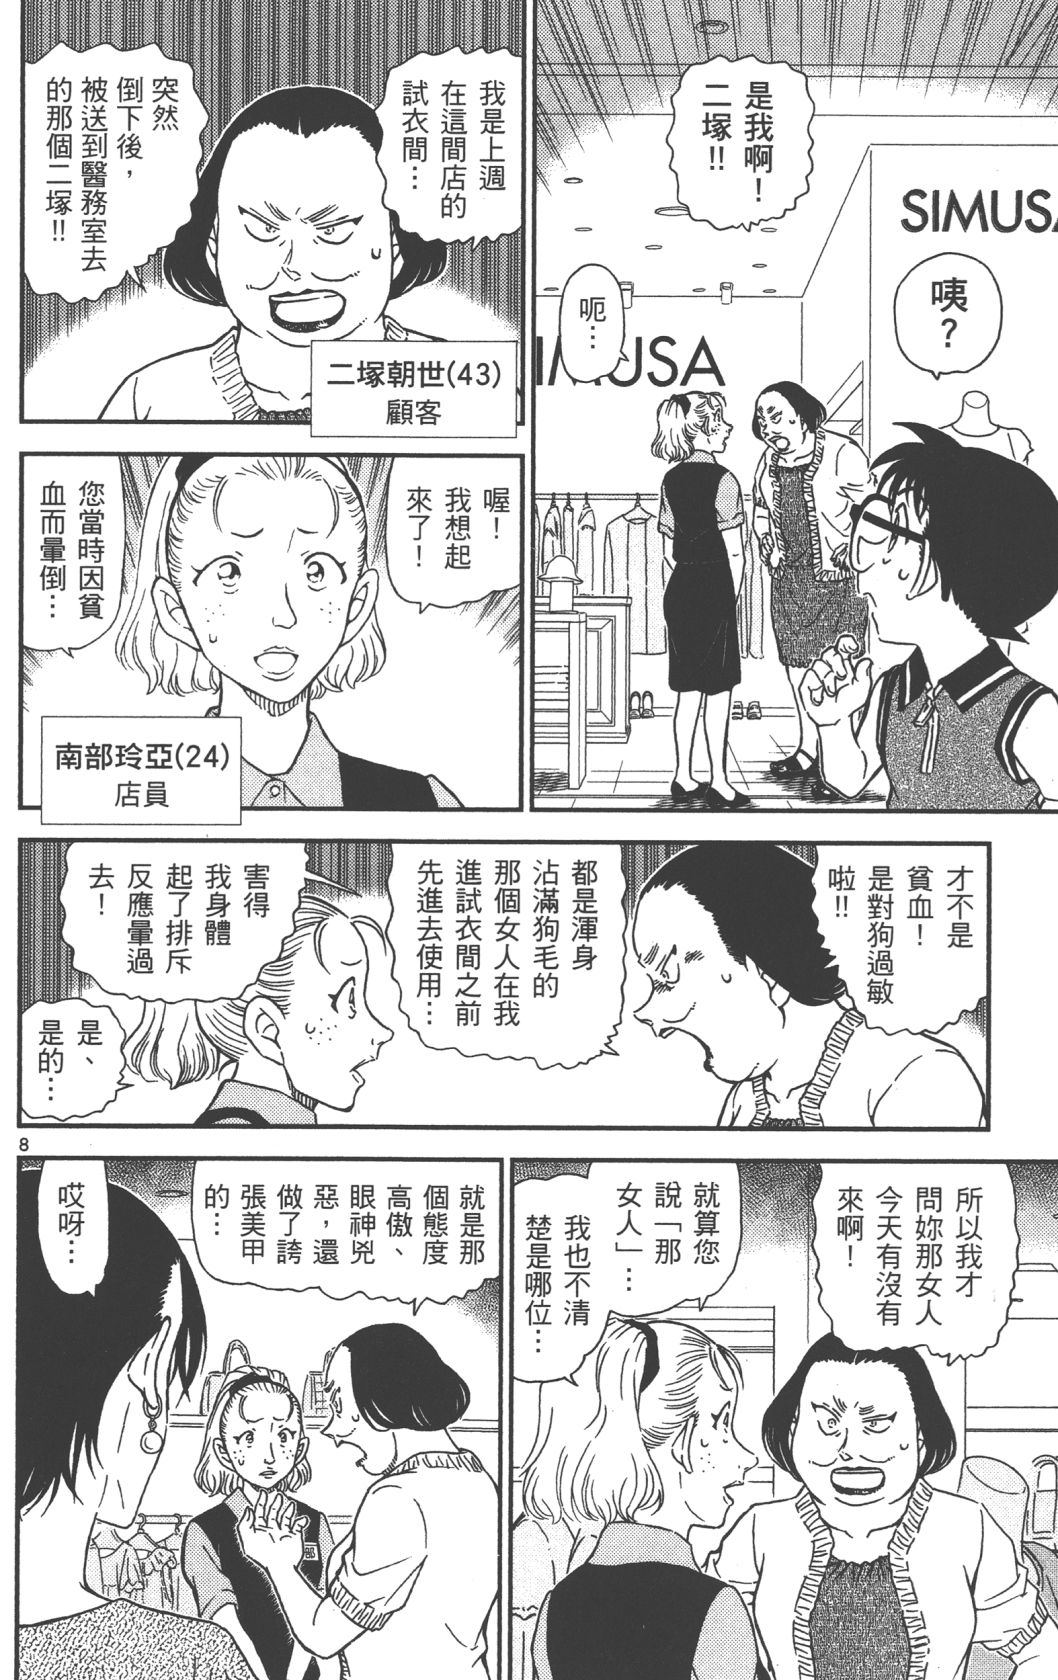 是我啊！
二塚!!
SIMUSA
咦？
呃…
SIMUSA
我是上週
在這間店的
試衣間…
突然
倒下後，
被送到醫務室去
的那個二塚!!
二塚朝世(43)
顧客
喔！
我想起
來了！
您當時因貧
血而暈倒…
南部玲亞(24)
店員
才不是
貧血！
是對狗過敏
啦!!
都是渾身
沾滿狗毛的
那個女人在我
進試衣間之前
先進去使用…
害得
我身體
起了排斥
反應暈過
去！
是、
是的…
8
所以我才
問妳那女人
今天有沒有
來啊！
就算您
說「那
女人」…
我也不清
楚是哪位…
就是那
個態度
高傲、
眼神兇
惡，還
做了誇
張美甲
的…
部
哎呀…